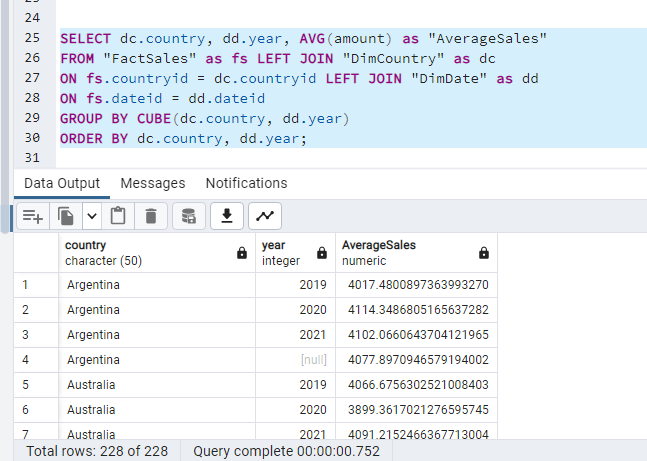 24
25 SELECT dc.country, dd.year, AVG(amount) as "AverageSales"
26 FROM "FactSales" as fs LEFT JOIN "DimCountry" as dc
27 ON fs.countryid = dc.countryid LEFT JOIN "DimDate" as dd
28 ON fs.dateid = dd.dateid
29 GROUP BY CUBE(dc.country, dd.year)
30 ORDER BY dc.country, dd.year;
31
Data Output Messages Notifications
country year AverageSales
character (50) integer numeric
1 Argentina 2019 4017.4800897363993270
2 Argentina 2020 4114.3486805165637282
3 Argentina 2021 4102.0660643704121965
4 Argentina [null] 4077.8970946579194002
5 Australia 2019 4066.6756302521008403
6 Australia 2020 3899.3617021276595745
7 Australia 2021 4091.2152466367713004
Total rows: 228 of 228 Query complete 00:00:00.752